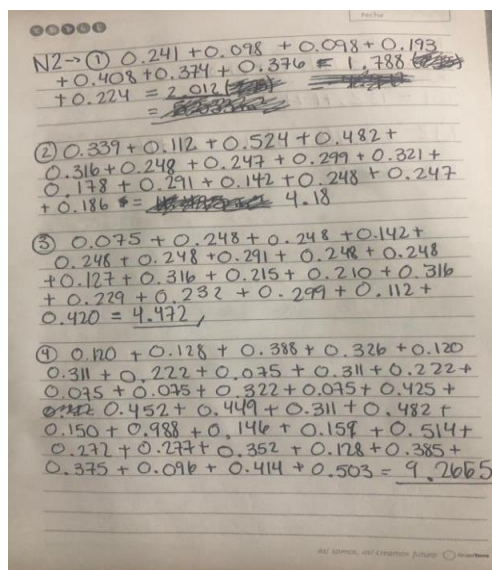 Fecha
N2→ ① 0.241 + 0.098 + 0.098 + 0.193
+ 0.408 + 0.374 + 0.376 = 1.788
+ 0.224 = 2.012
=
② 0.339 + 0.112 + 0.524 + 0.482 +
0.316 + 0.248 + 0.247 + 0.299 + 0.321 +
0.178 + 0.291 + 0.142 + 0.248 + 0.247
+ 0.186 = 4.18
③ 0.075 + 0.248 + 0.248 + 0.142 +
0.248 + 0.248 + 0.291 + 0.248 + 0.248
+ 0.127 + 0.316 + 0.215 + 0.210 + 0.316
+ 0.229 + 0.232 + 0.299 + 0.112 +
0.420 = 4.472
④ 0.120 + 0.128 + 0.388 + 0.326 + 0.120
0.311 + 0.222 + 0.075 + 0.311 + 0.222 +
0.075 + 0.075 + 0.322 + 0.075 + 0.425 +
0.452 + 0.449 + 0.311 + 0.482 +
0.150 + 0.988 + 0.146 + 0.159 + 0.514 +
0.272 + 0.277 + 0.352 + 0.128 + 0.385 +
0.375 + 0.096 + 0.414 + 0.503 = 9.2665
así somos, así creamos futuro